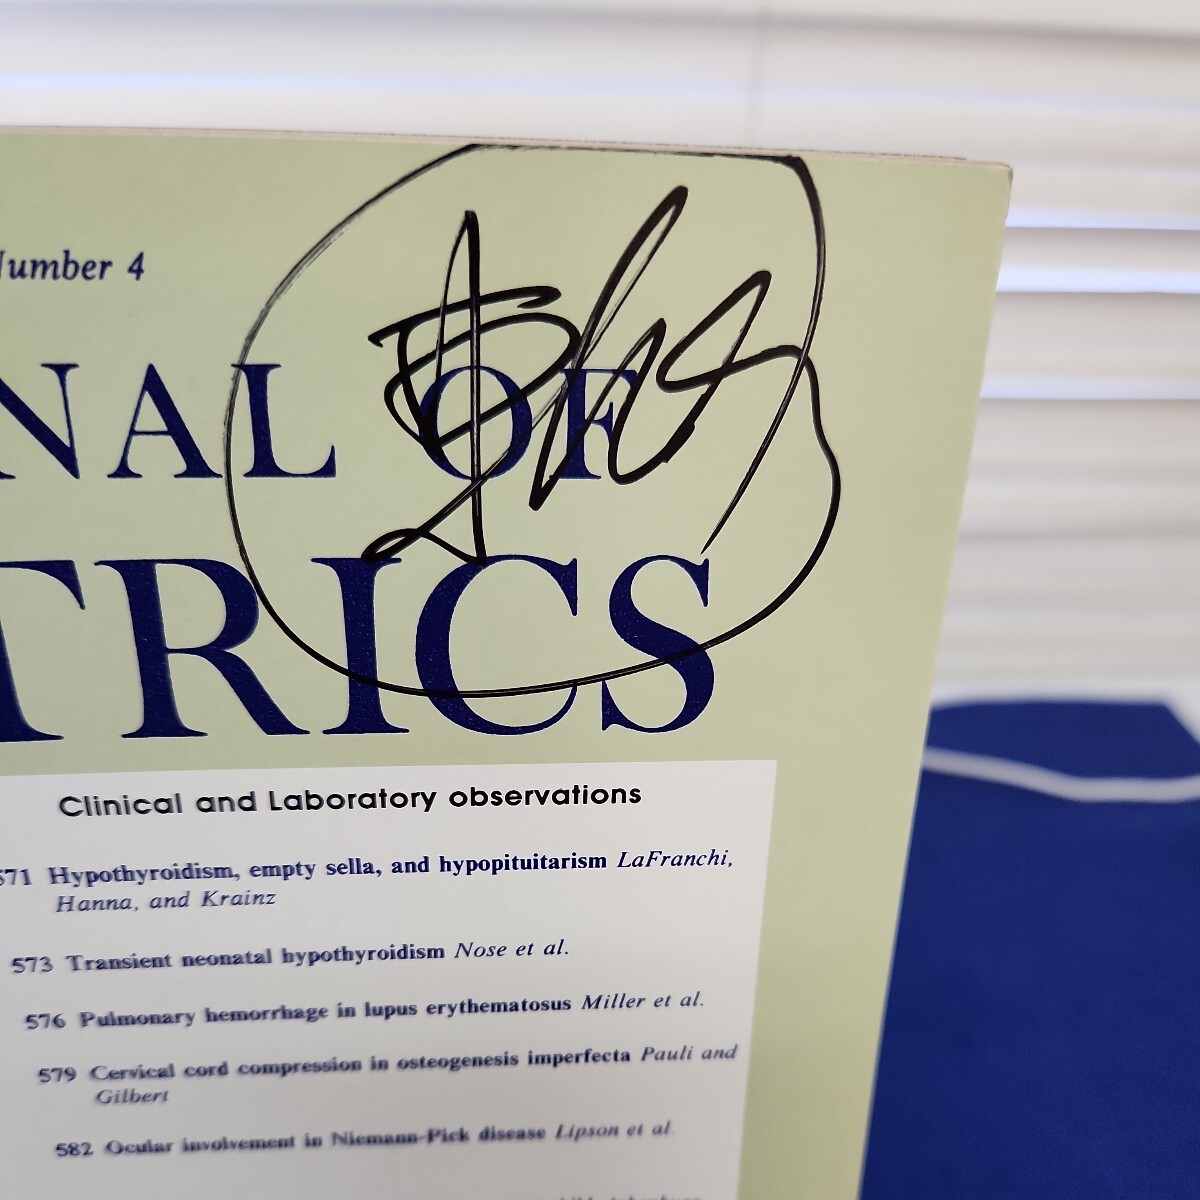 Number 4
NAL OF
TRICS
Clinical and Laboratory observations
571 Hypothyroidism, empty sella, and hypopituitarism LaFranchi,
Hanna, and Krainz
573 Transient neonatal hypothyroidism Nose et al.
576 Pulmonary hemorrhage in lupus erythematosus Miller et al.
579 Cervical cord compression in osteogenesis imperfecta Pauli and
Gilbert
582 Ocular involvement in Niemann-Pick disease Lipson et al.